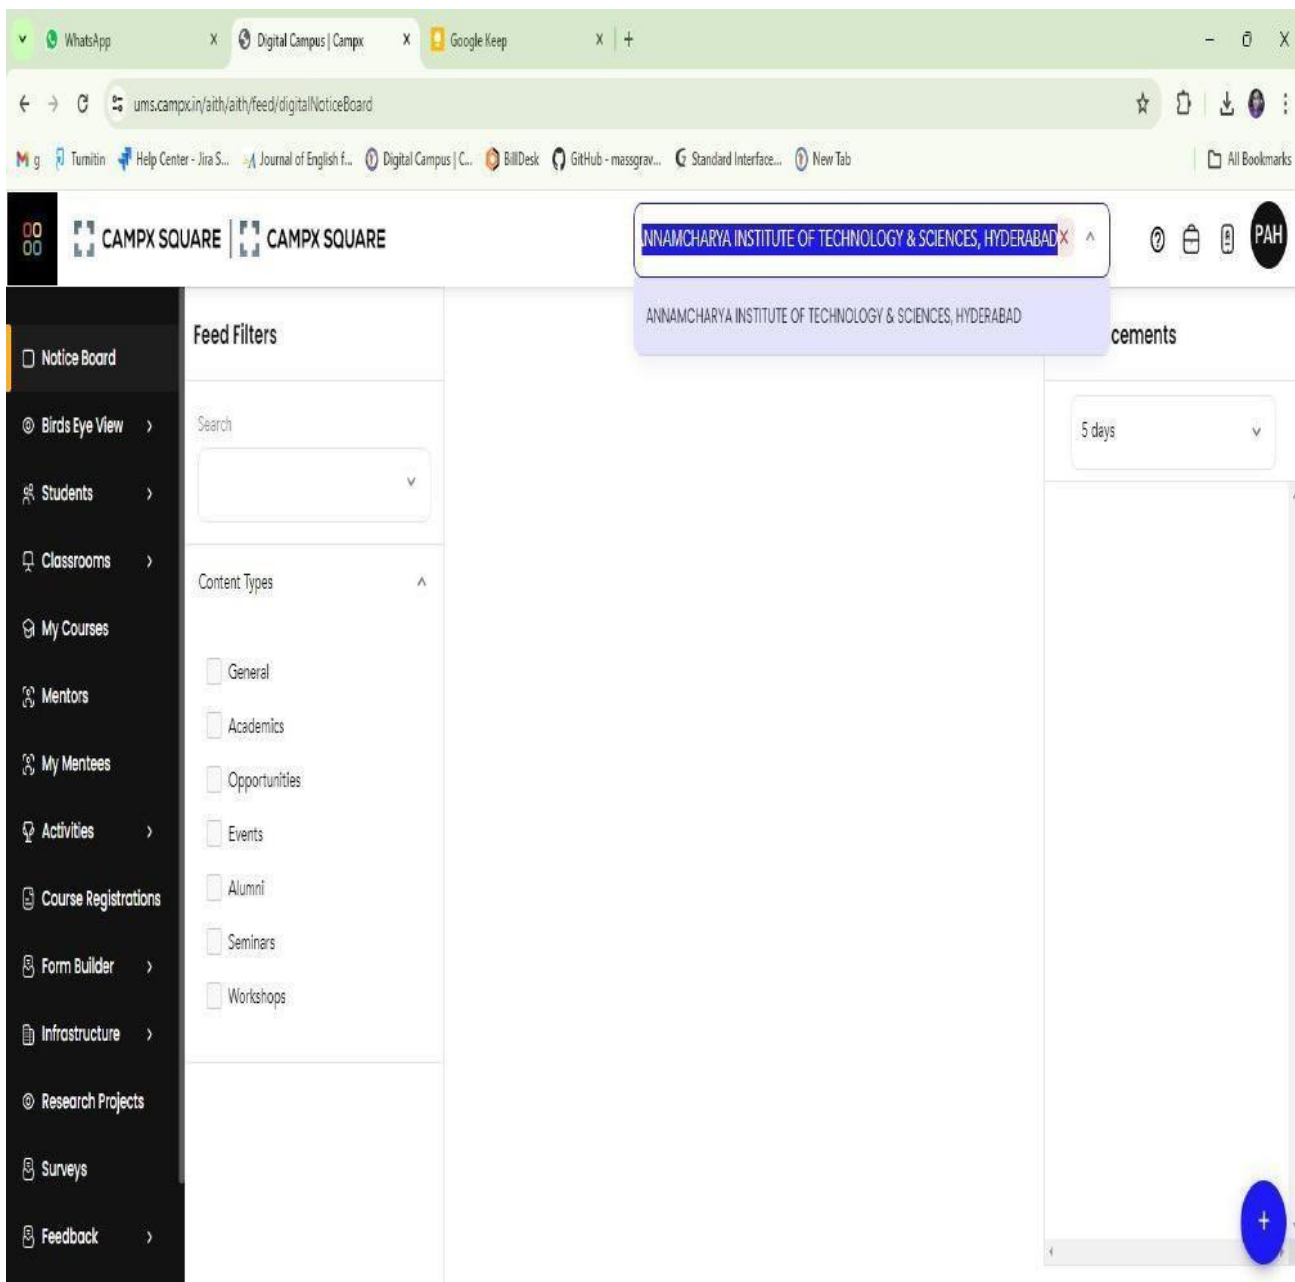 WhatsApp
Digital Campus | Campx
Google Keep
ums.campx.in/aith/aith/feed/digitalNoticeBoard
g
Turnitin
Help Center - Jira S...
Journal of English f...
Digital Campus | C...
BillDesk
GitHub - massgrav...
Standard Interface...
New Tab
All Bookmarks
CAMPX SQUARE
CAMPX SQUARE
NNAMCHARYA INSTITUTE OF TECHNOLOGY & SCIENCES, HYDERABAD
PAH
ANNAMCHARYA INSTITUTE OF TECHNOLOGY & SCIENCES, HYDERABAD
Notice Board
Birds Eye View
Students
Classrooms
My Courses
Mentors
My Mentees
Activities
Course Registrations
Form Builder
Infrastructure
Research Projects
Surveys
Feedback
Feed Filters
Search
Content Types
General
Academics
Opportunities
Events
Alumni
Seminars
Workshops
cements
5 days